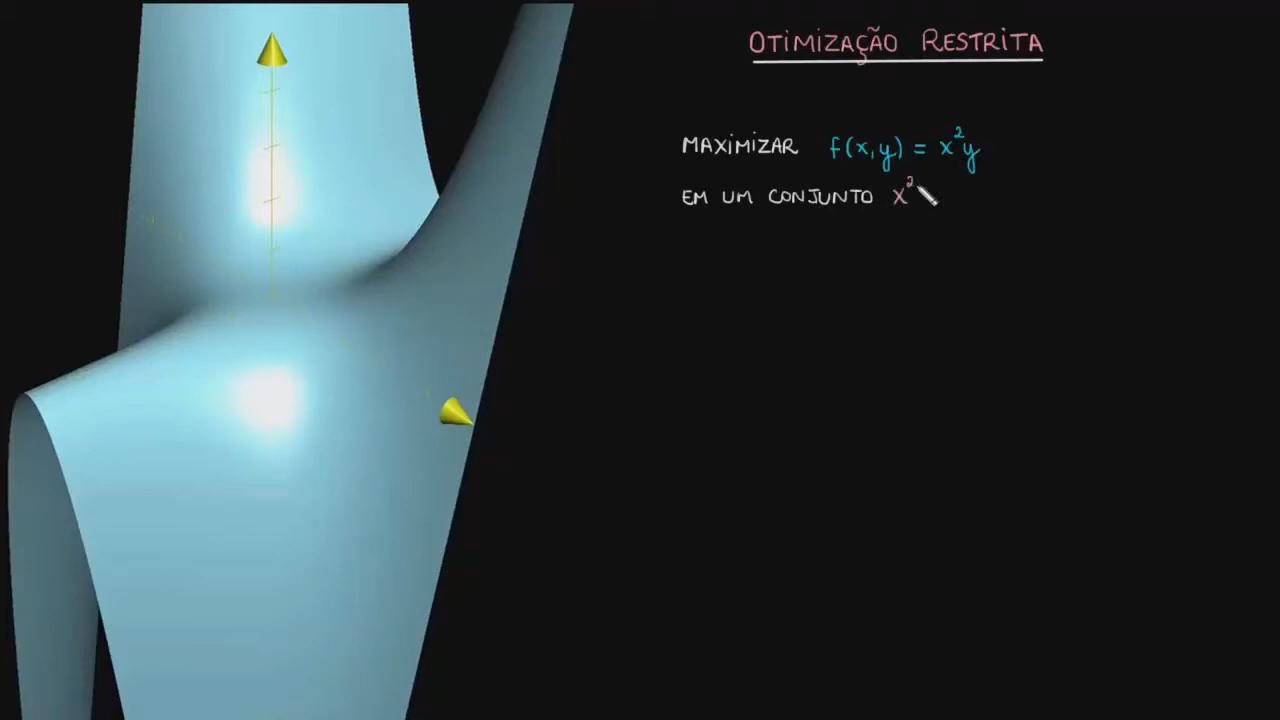 OTIMIZAÇÃO RESTRITA
MAXIMIZAR f(x,y) = x²y
EM UM CONJUNTO x²